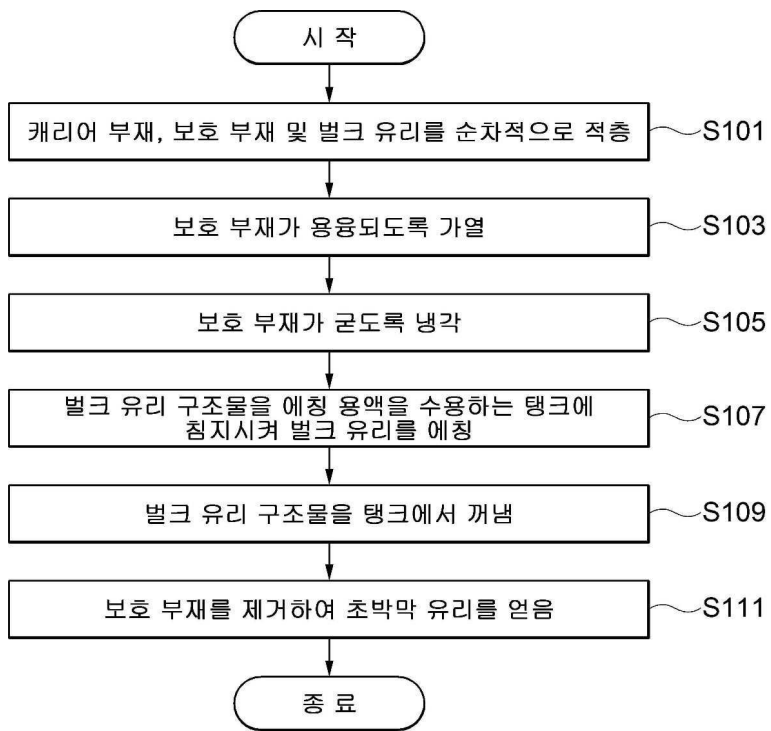 시 작
캐리어 부재, 보호 부재 및 벌크 유리를 순차적으로 적층
S101
보호 부재가 용융되도록 가열
S103
보호 부재가 굳도록 냉각
S105
벌크 유리 구조물을 에칭 용액을 수용하는 탱크에
침지시켜 벌크 유리를 에칭
S107
벌크 유리 구조물을 탱크에서 꺼냄
S109
보호 부재를 제거하여 초박막 유리를 얻음
S111
종 료